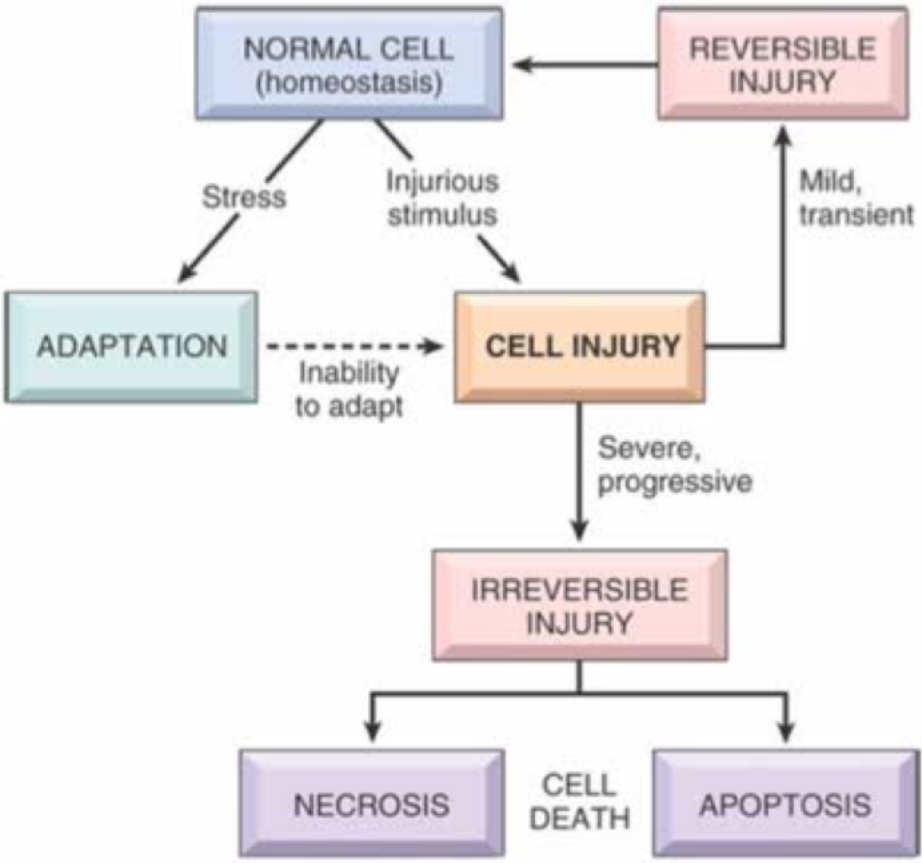 NORMAL CELL
(homeostasis)
REVERSIBLE
INJURY
Stress
Injurious
stimulus
Mild,
transient
ADAPTATION
Inability
to adapt
CELL INJURY
Severe,
progressive
IRREVERSIBLE
INJURY
NECROSIS
CELL
DEATH
APOPTOSIS